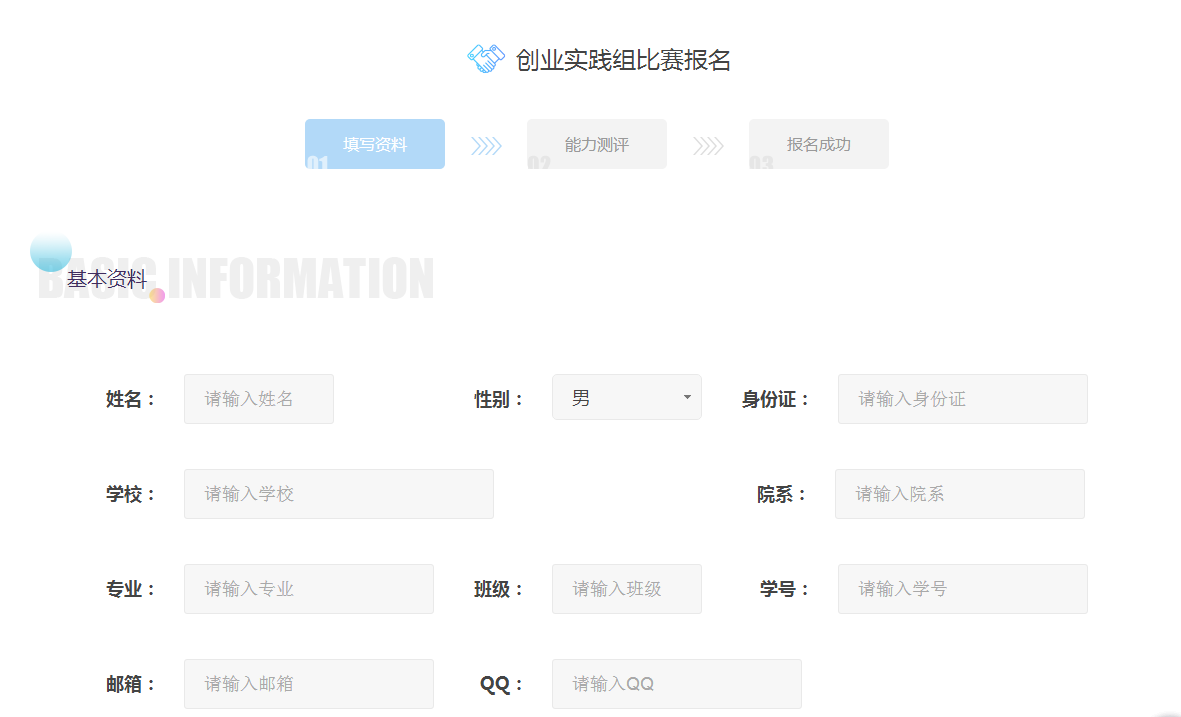 创业实践组比赛报名
填写资料 能力测评 报名成功
01 02 03
BASIC INFORMATION
基本资料
姓名： 请输入姓名 性别： 男 身份证： 请输入身份证
学校： 请输入学校 院系： 请输入院系
专业： 请输入专业 班级： 请输入班级 学号： 请输入学号
邮箱： 请输入邮箱 QQ： 请输入QQ